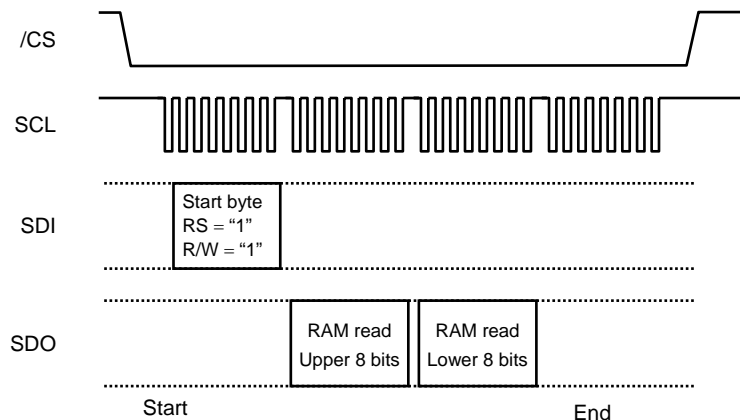 /CS
SCL
SDI
Start byte
RS = “1”
R/W = “1”
SDO
RAM read
Upper 8 bits
RAM read
Lower 8 bits
Start
End